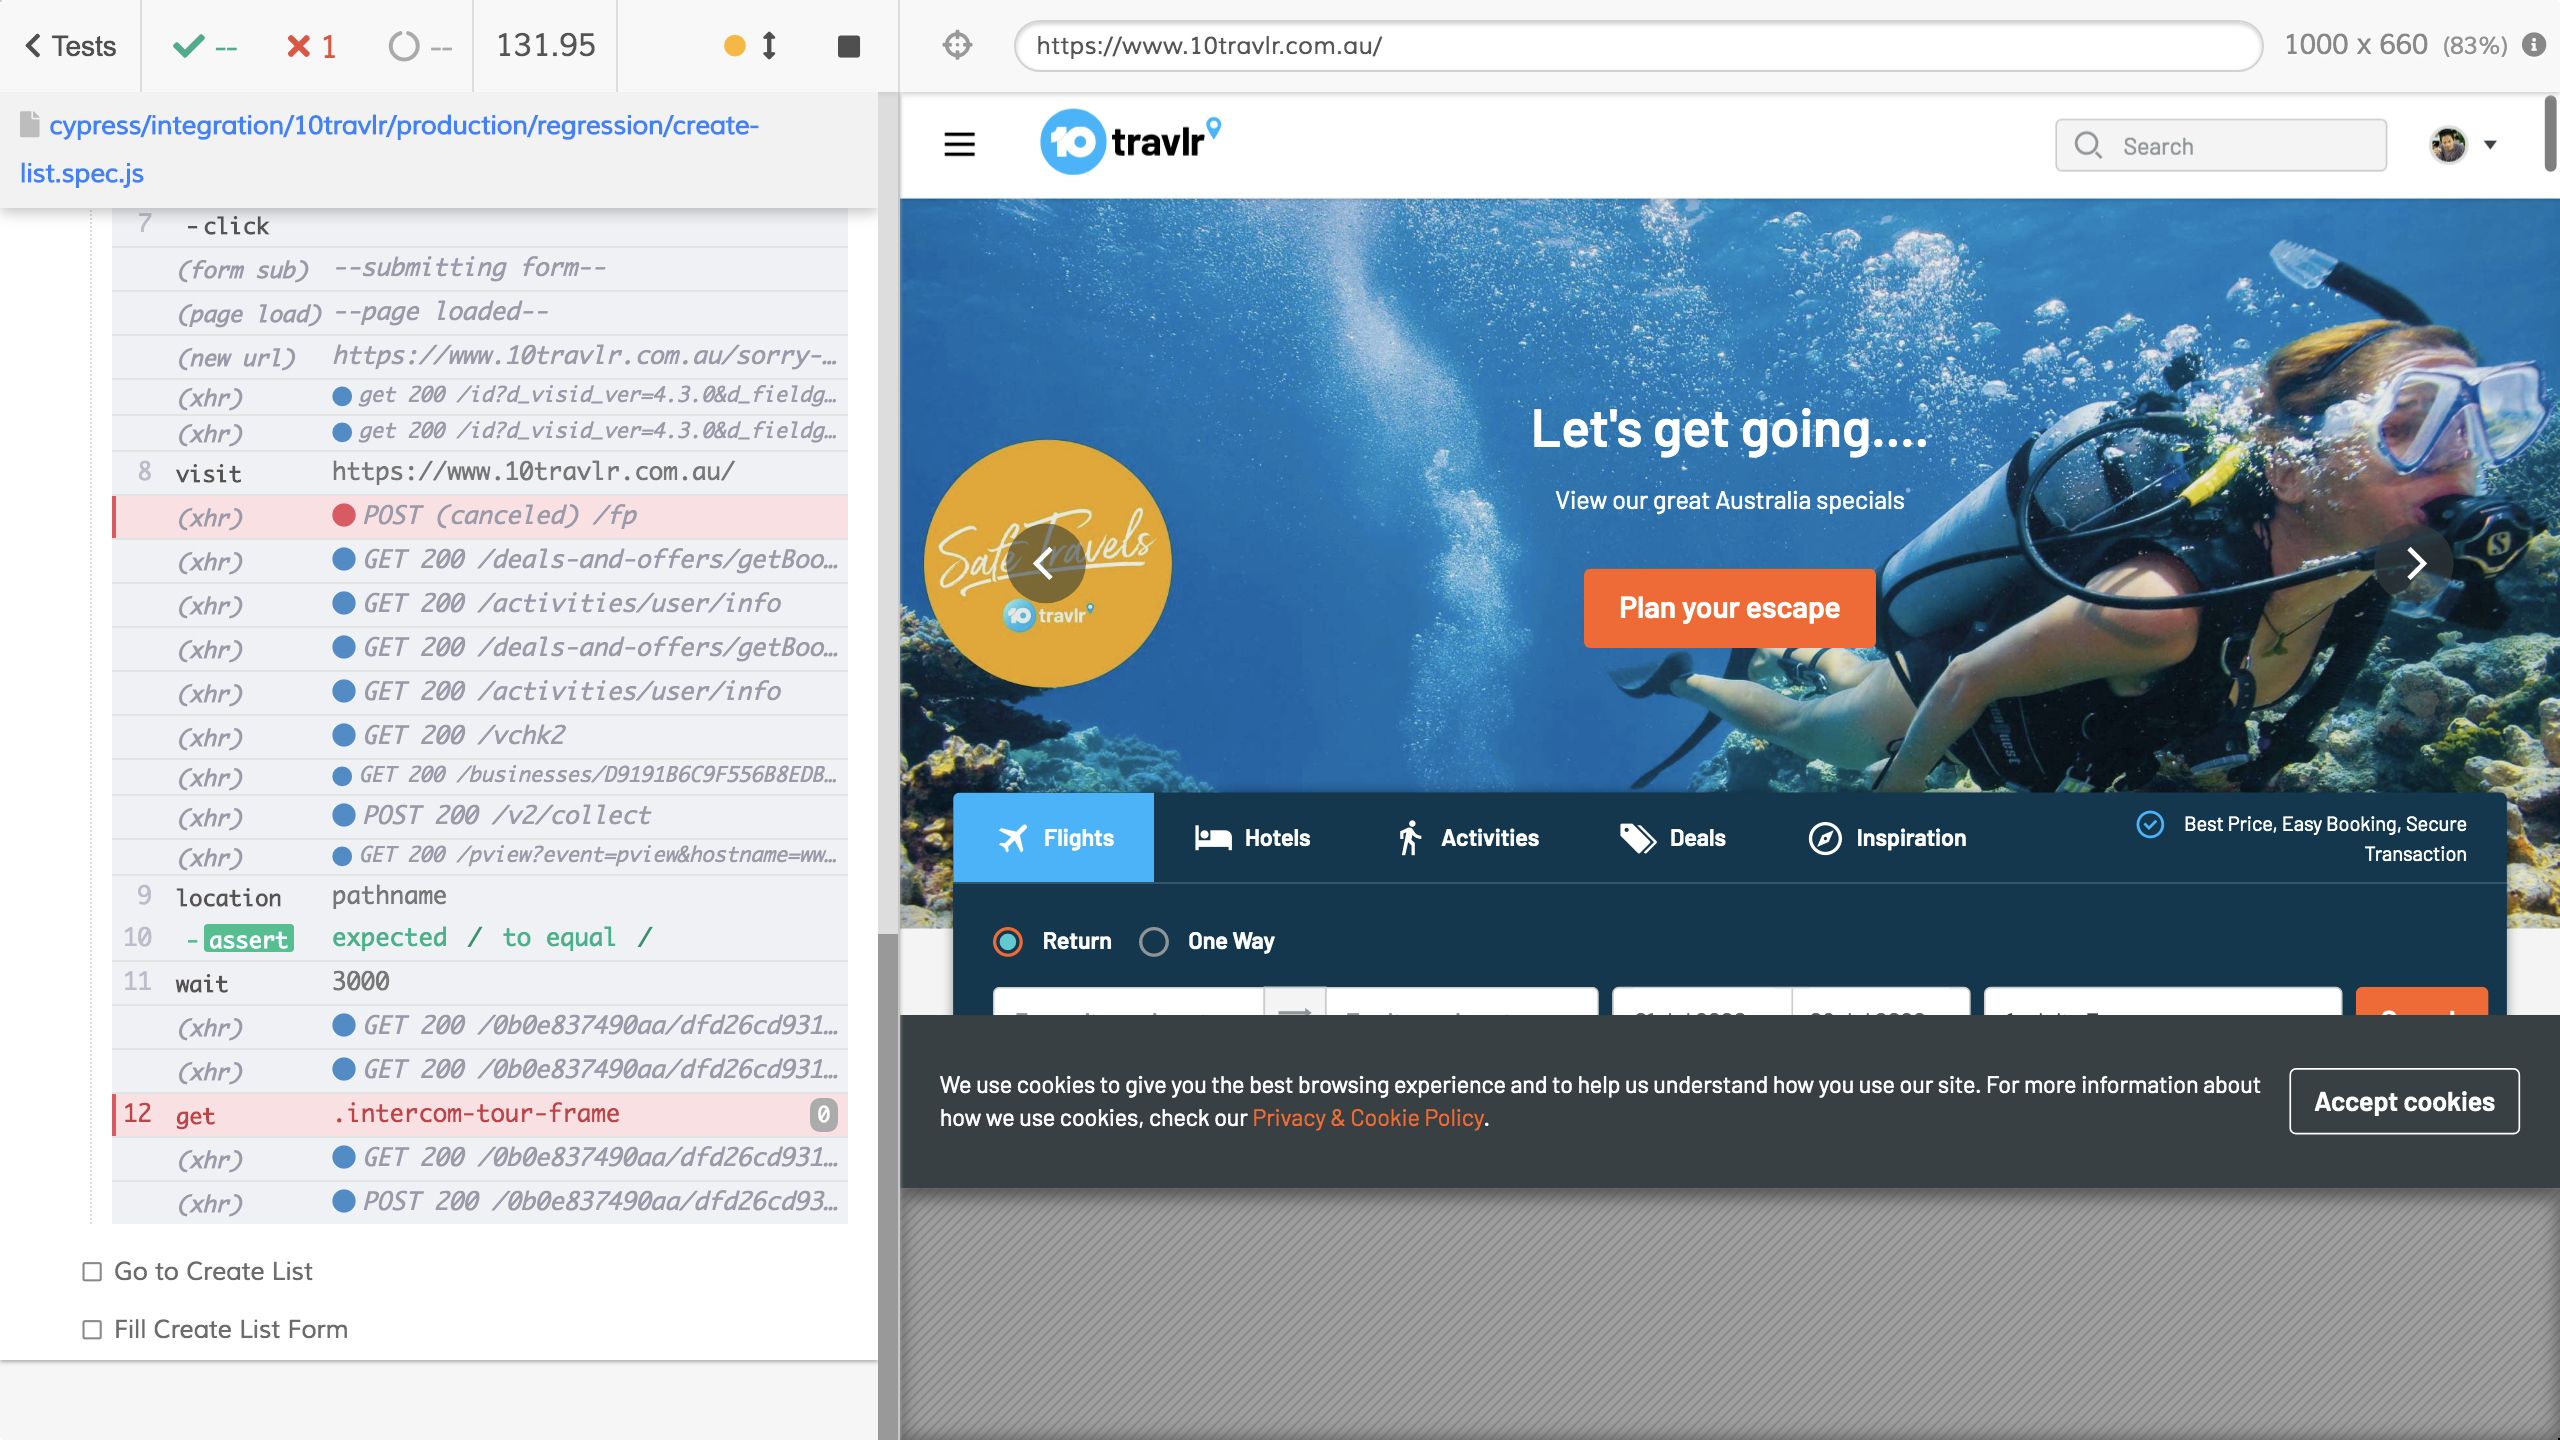 Tests
--
1
--
131.95
cypress/integration/10travlr/production/regression/create-
list.spec.js
7 -click
(form sub) --submitting form--
(page load) --page loaded--
(new url) https://www.10travlr.com.au/sorry-…
(xhr) get 200 /id?d_visid_ver=4.3.0&d_fieldg…
(xhr) get 200 /id?d_visid_ver=4.3.0&d_fieldg…
8 visit https://www.10travlr.com.au/
(xhr) POST (canceled) /fp
(xhr) GET 200 /deals-and-offers/getBoo…
(xhr) GET 200 /activities/user/info
(xhr) GET 200 /deals-and-offers/getBoo…
(xhr) GET 200 /activities/user/info
(xhr) GET 200 /vchk2
(xhr) GET 200 /businesses/D9191B6C9F556B8EDB…
(xhr) POST 200 /v2/collect
(xhr) GET 200 /pview?event=pview&hostname=ww…
9 location pathname
10 -assert expected / to equal /
11 wait 3000
(xhr) GET 200 /0b0e837490aa/dfd26cd931…
(xhr) GET 200 /0b0e837490aa/dfd26cd931…
12 get .intercom-tour-frame 0
(xhr) GET 200 /0b0e837490aa/dfd26cd931…
(xhr) POST 200 /0b0e837490aa/dfd26cd93…
Go to Create List
Fill Create List Form
https://www.10travlr.com.au/
1000 x 660 (83%)
10 travlr
Search
Let's get going....
View our great Australia specials
Plan your escape
Safe Travels
10 travlr
Flights
Hotels
Activities
Deals
Inspiration
Best Price, Easy Booking, Secure
Transaction
Return
One Way
We use cookies to give you the best browsing experience and to help us understand how you use our site. For more information about
how we use cookies, check our Privacy & Cookie Policy.
Accept cookies